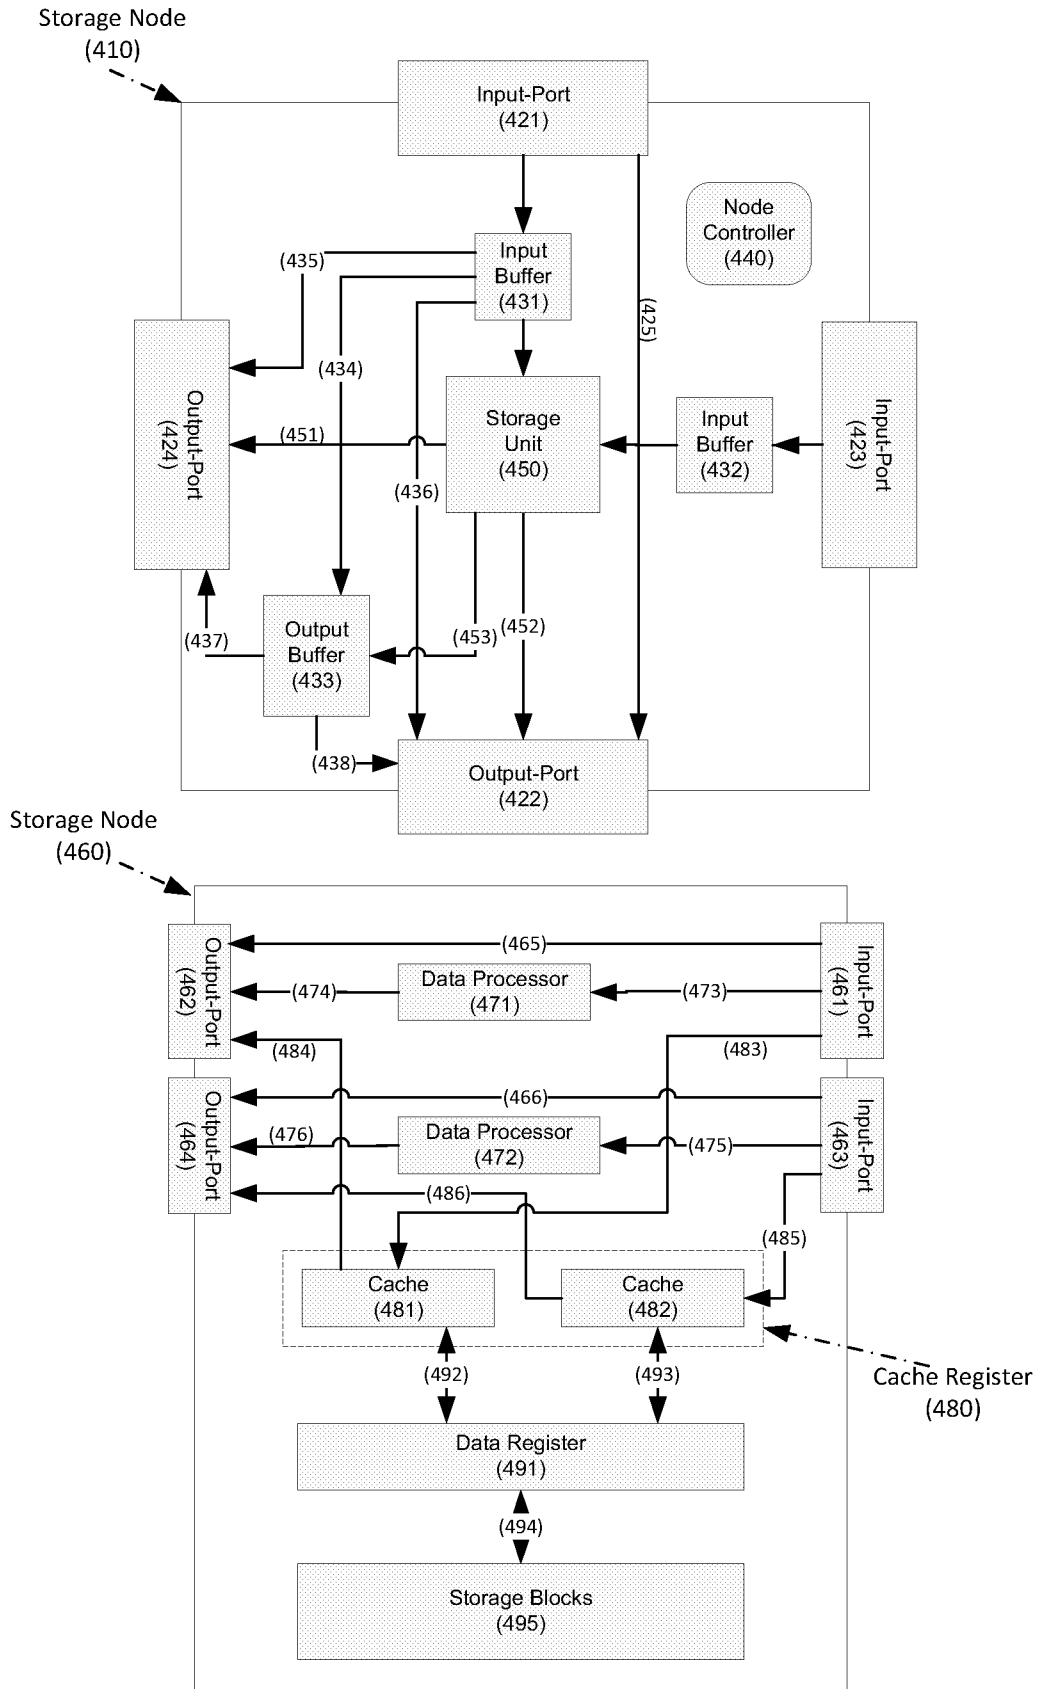 Storage Node
(410)
Input-Port
(421)
Node
Controller
(440)
Input
Buffer
(431)
(435)
(425)
(434)
Output-Port
(424)
Storage
Unit
(450)
(451)
(436)
Input
Buffer
(432)
Input-Port
(423)
Output
Buffer
(433)
(437)
(453)
(452)
(438)
Output-Port
(422)
Storage Node
(460)
Output-Port
(462)
(465)
Input-Port
(461)
(474)
Data Processor
(471)
(473)
(484)
(483)
Output-Port
(464)
(466)
Input-Port
(463)
(476)
Data Processor
(472)
(475)
(486)
(485)
Cache
(481)
Cache
(482)
(492)
(493)
Cache Register
(480)
Data Register
(491)
(494)
Storage Blocks
(495)